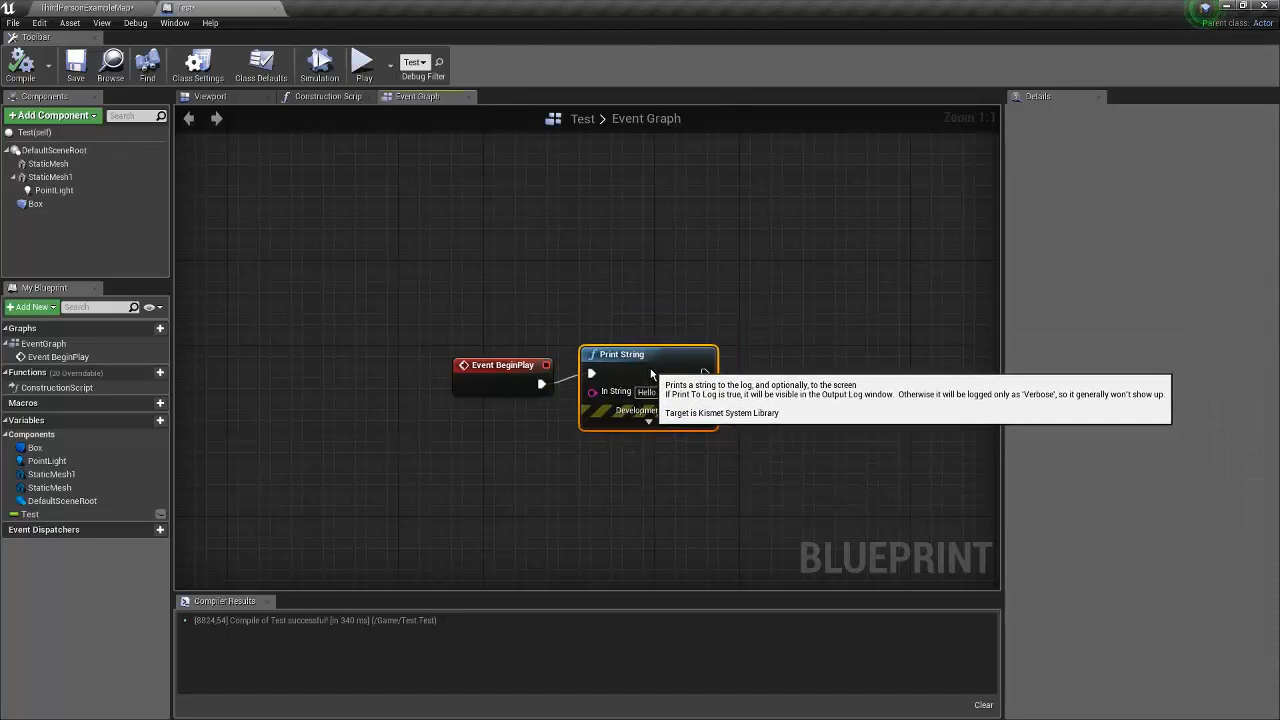 ThirdPersonExampleMap*
Test*
File Edit Asset View Debug Window Help
Parent class: Actor
Toolbar
Compile
Save
Browse
Find
Class Settings
Class Defaults
Simulation
Play
Test
Debug Filter
Components
Viewport
Construction Scrip
Event Graph
Details
+Add Component
Search
Test > Event Graph
Zoom 1:1
Test(self)
DefaultSceneRoot
StaticMesh
StaticMesh1
PointLight
Box
My Blueprint
+Add New
Search
Graphs
EventGraph
Event BeginPlay
Functions (20 Overridable)
ConstructionScript
Macros
Variables
Components
Box
PointLight
StaticMesh1
StaticMesh
DefaultSceneRoot
Test
Event Dispatchers
Event BeginPlay
Print String
In String Hello
Developmen
Prints a string to the log, and optionally, to the screen
If Print To Log is true, it will be visible in the Output Log window. Otherwise it will be logged only as 'Verbose', so it generally won't show up.
Target is Kismet System Library
BLUEPRINT
Compiler Results
[8824,54] Compile of Test successful! [in 340 ms] (/Game/Test.Test)
Clear